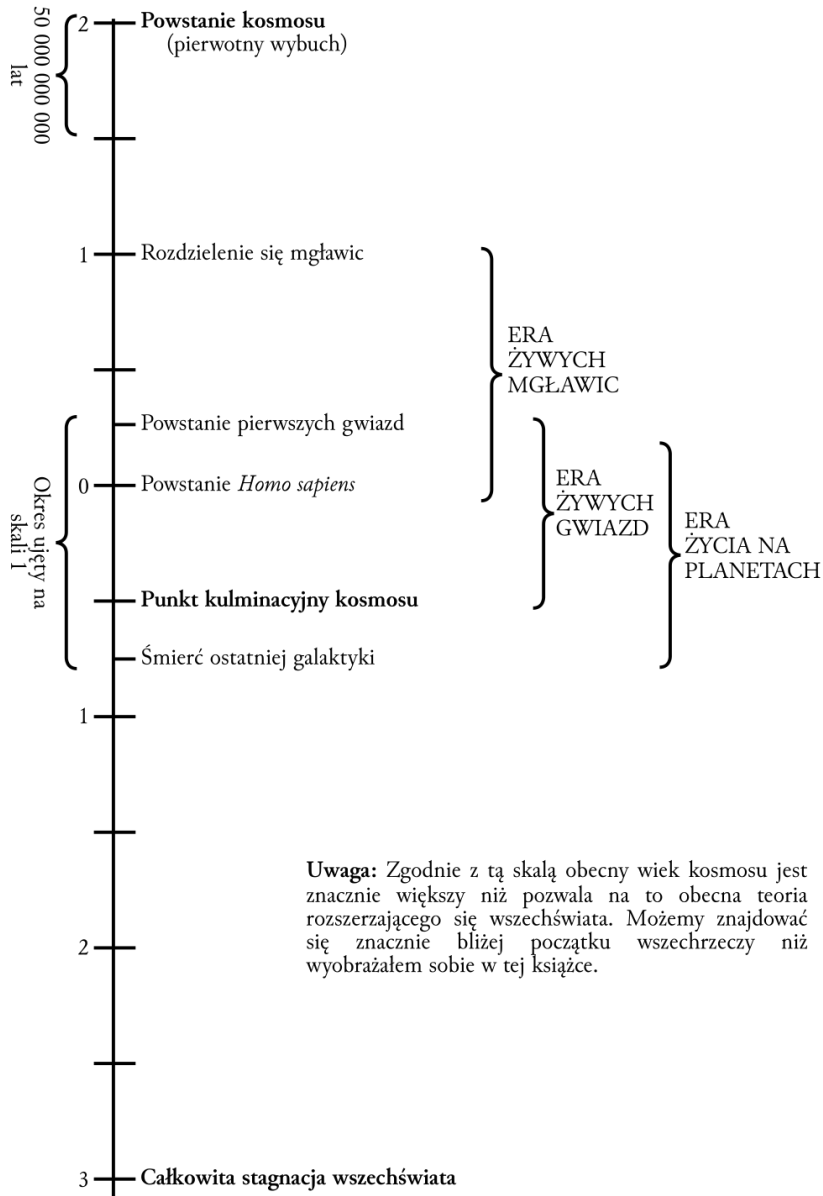 50 000 000 000
lat
2
Powstanie kosmosu
(pierwotny wybuch)
1
Rozdzielenie się mgławic
ERA
ŻYWYCH
MGŁAWIC
Powstanie pierwszych gwiazd
Okres ujęty na
skali 1
0
Powstanie Homo sapiens
ERA
ŻYWYCH
GWIAZD
ERA
ŻYCIA NA
PLANETACH
Punkt kulminacyjny kosmosu
Śmierć ostatniej galaktyki
1
Uwaga: Zgodnie z tą skalą obecny wiek kosmosu jest
znacznie większy niż pozwala na to obecna teoria
rozszerzającego się wszechświata. Możemy znajdować
się znacznie bliżej początku wszechrzeczy niż
wyobrażałem sobie w tej książce.
2
3
Całkowita stagnacja wszechświata